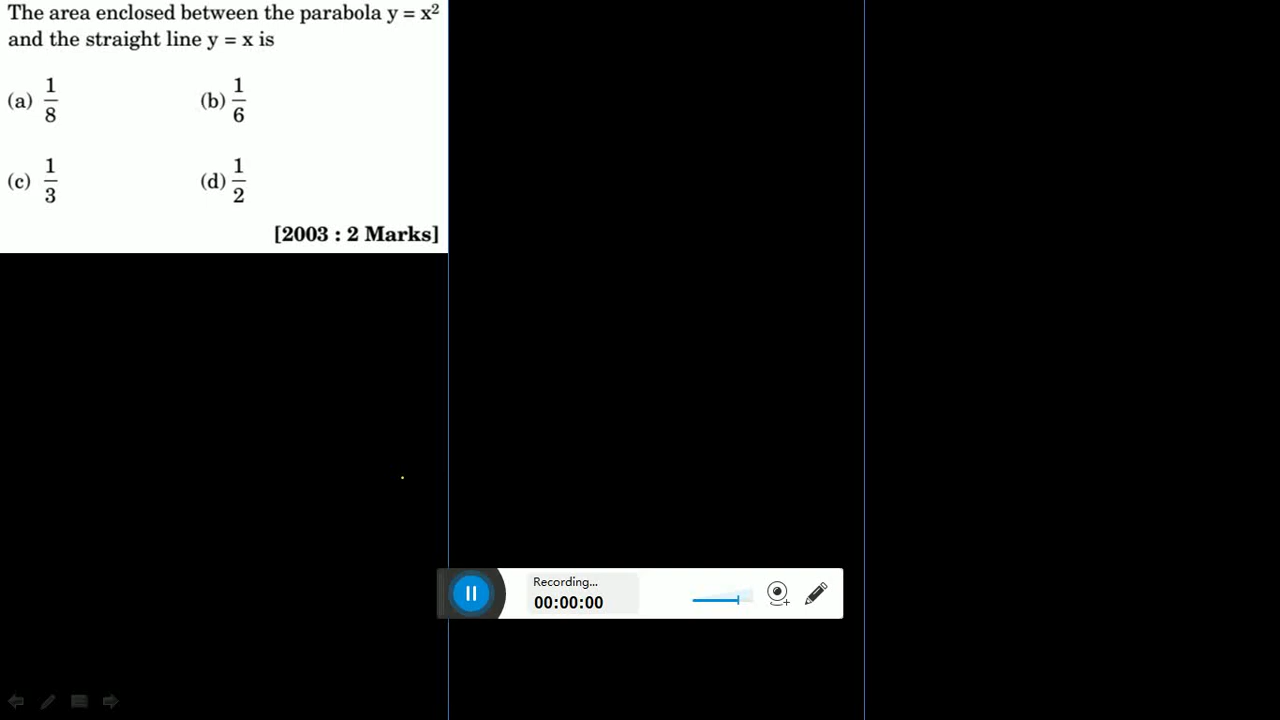 The area enclosed between the parabola y = x²
and the straight line y = x is
(a) 1/8 (b) 1/6
(c) 1/3 (d) 1/2
[2003 : 2 Marks]
Recording...
00:00:00